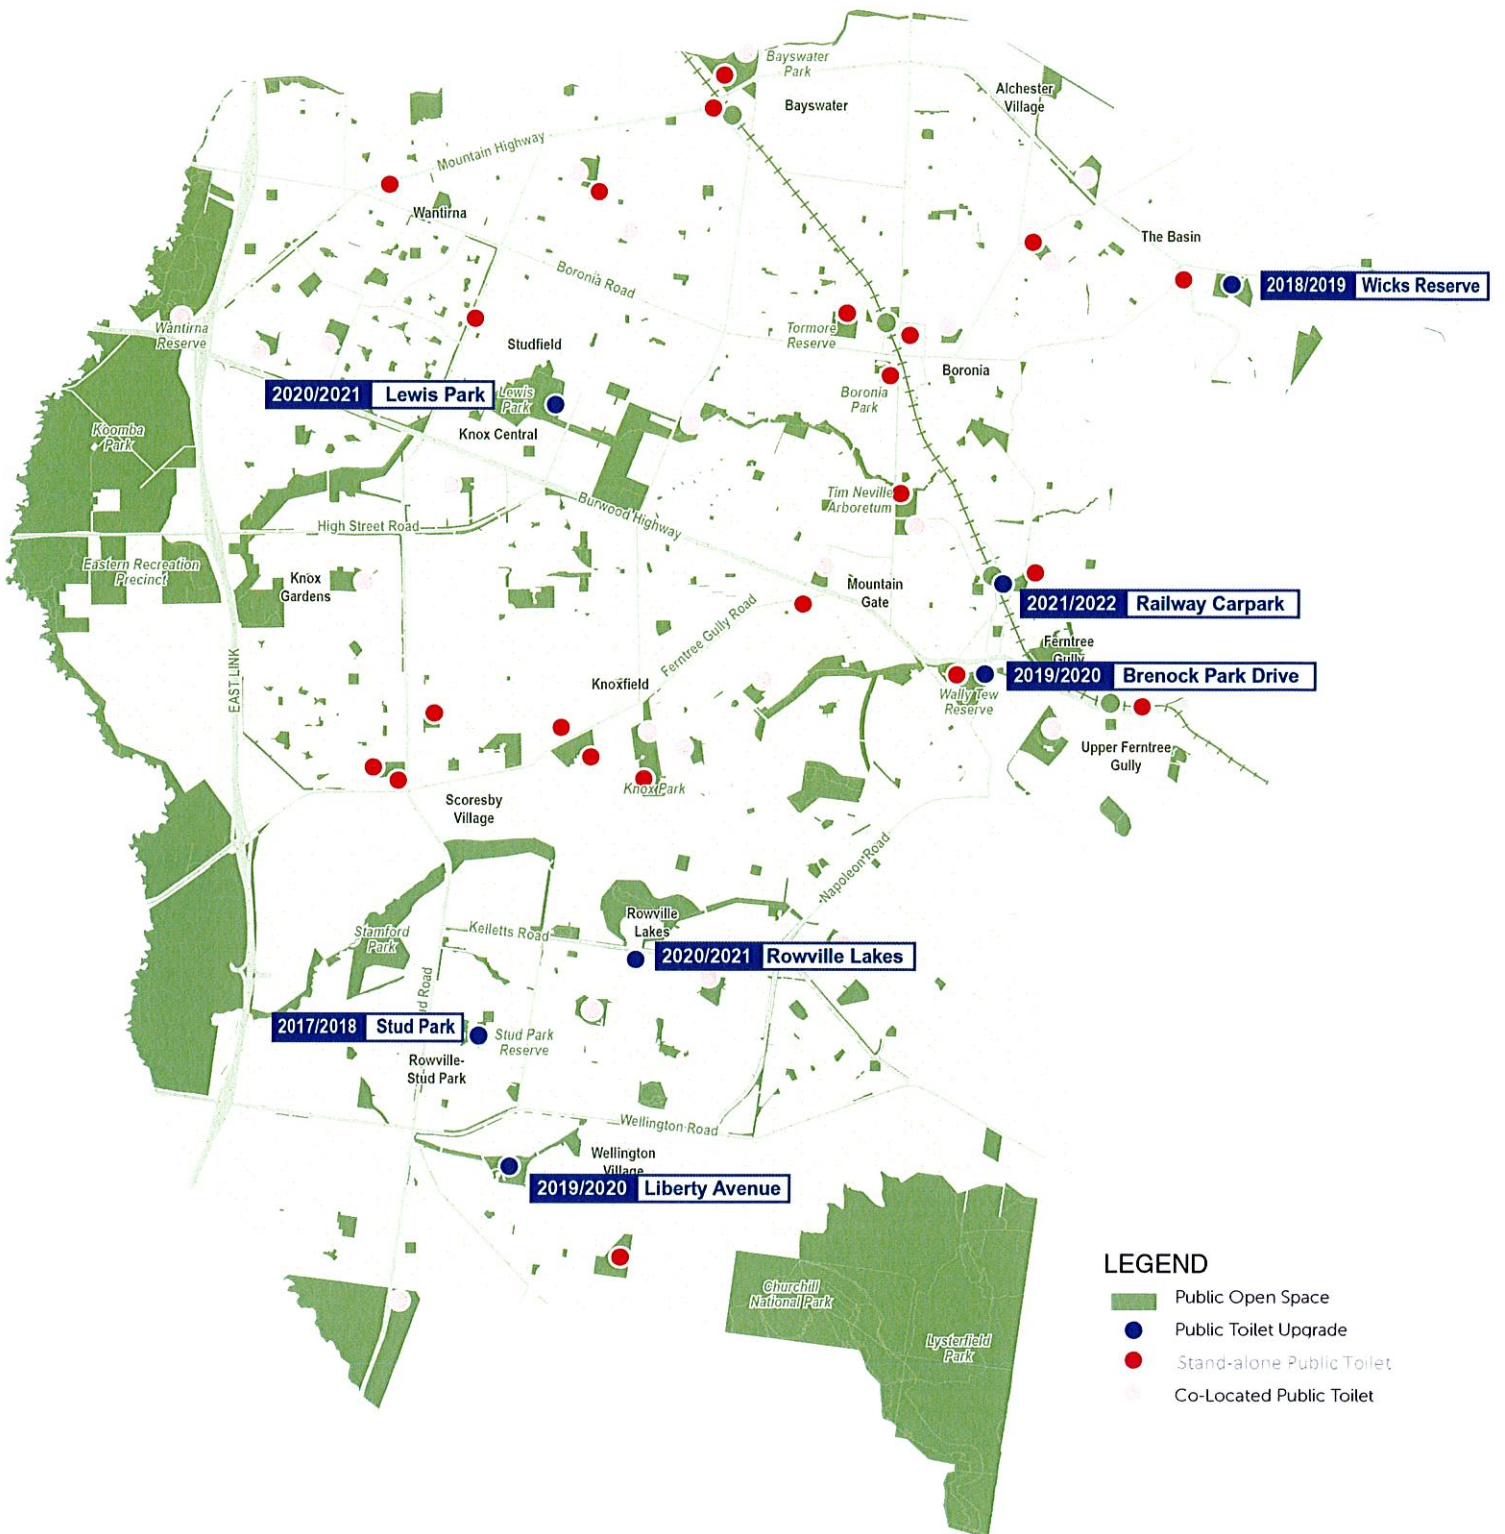 Bayswater
Park
Bayswater
Alchester
Village
Mountain Highway
Wantirna
The Basin
Boronia Road
2018/2019 Wicks Reserve
Wantirna
Reserve
Tormore
Reserve
Studfield
Boronia
2020/2021 Lewis Park
Lewis
Park
Boronia
Park
Koomba
Park
Knox Central
Tim Neville
Arboretum
Burwood Highway
High Street Road
Eastern Recreation
Precinct
Knox
Gardens
Mountain
Gate
2021/2022 Railway Carpark
Ferntree Gully Road
Ferntree
Gully
EAST LINK
Knoxfield
2019/2020 Brenock Park Drive
Wally Tew
Reserve
Upper Ferntree
Gully
Knox Park
Scoresby
Village
Napoleon Road
Rowville
Lakes
Stamford
Park
Kelletts Road
2020/2021 Rowville Lakes
ud Road
2017/2018 Stud Park
Stud Park
Reserve
Rowville-
Stud Park
Wellington Road
Wellington
Village
2019/2020 Liberty Avenue
Churchill
National Park
Lysterfield
Park
LEGEND
Public Open Space
Public Toilet Upgrade
Stand-alone Public Toilet
Co-Located Public Toilet